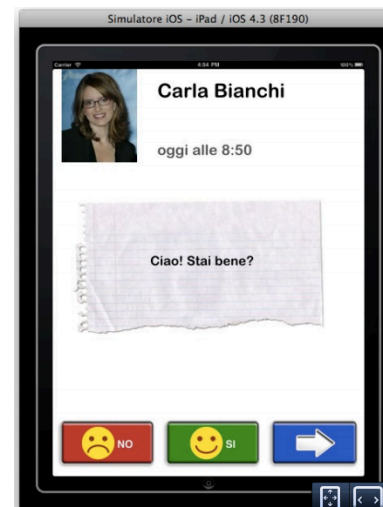 Simulatore iOS – iPad / iOS 4.3 (8F190)
Carrier 4:54 PM 100%
Carla Bianchi
oggi alle 8:50
Ciao! Stai bene?
NO SI